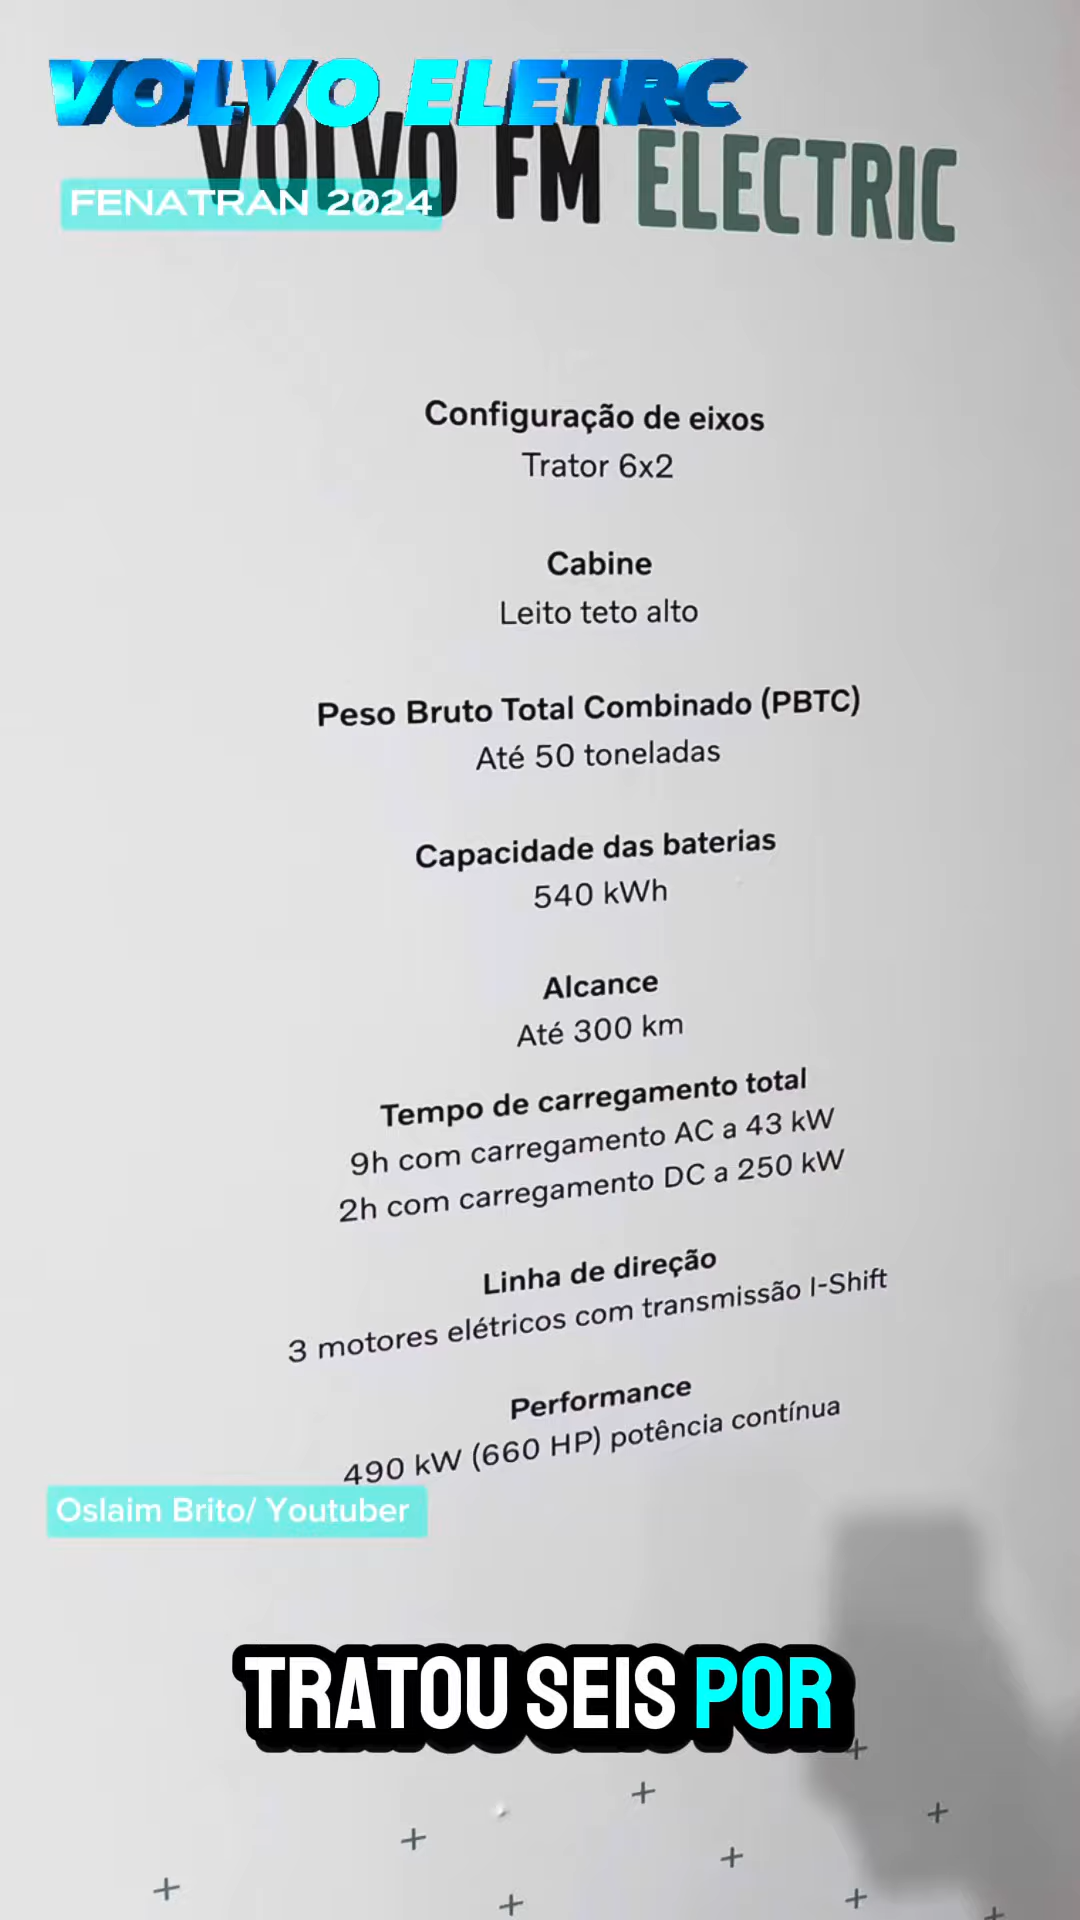 VOLVO ELETRC
VOLVO FM ELECTRIC
FENATRAN 2024
Configuração de eixos
Trator 6x2
Cabine
Leito teto alto
Peso Bruto Total Combinado (PBTC)
Até 50 toneladas
Capacidade das baterias
540 kWh
Alcance
Até 300 km
Tempo de carregamento total
9h com carregamento AC a 43 kW
2h com carregamento DC a 250 kW
Linha de direção
3 motores elétricos com transmissão I-Shift
Performance
490 kW (660 HP) potência contínua
Oslaim Brito/ Youtuber
TRATOU SEIS POR